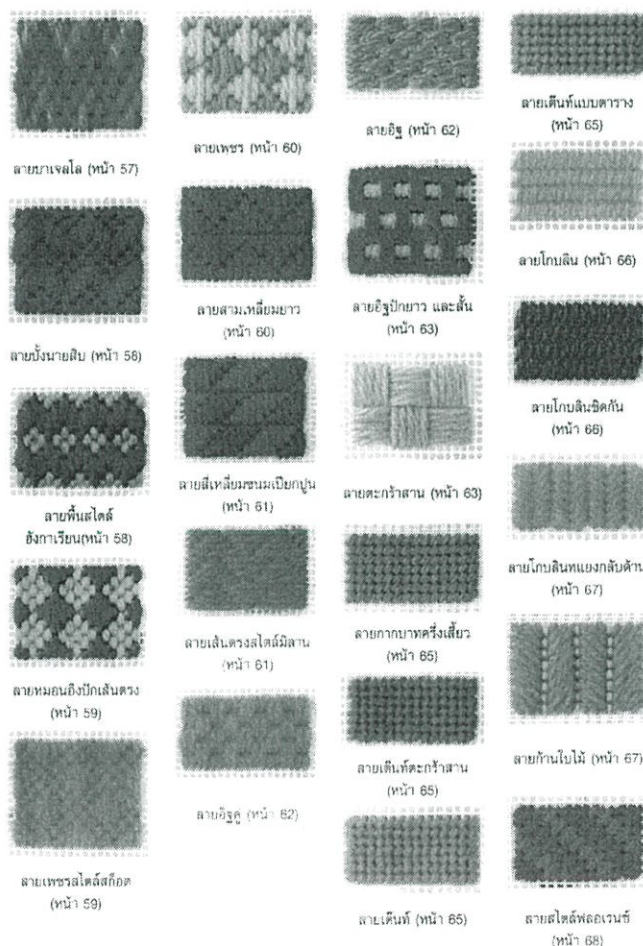 ลายบาเจลโล (หน้า 57)
ลายบั้งนายสิบ (หน้า 58)
ลายพื้นสไตล์
ฮังกาเรียน(หน้า 58)
ลายหมอนอิงปักเส้นตรง
(หน้า 59)
ลายเพชรสไตล์สก็อต
(หน้า 59)
ลายเพชร (หน้า 60)
ลายสามเหลี่ยมยาว
(หน้า 60)
ลายสี่เหลี่ยมขนมเปียกปูน
(หน้า 61)
ลายเส้นตรงสไตล์มิลาน
(หน้า 61)
ลายอิฐคู่ (หน้า 62)
ลายอิฐ (หน้า 62)
ลายอิฐปักยาว และสั้น
(หน้า 63)
ลายตะกร้าสาน (หน้า 63)
ลายกากบาทครึ่งเสี้ยว
(หน้า 65)
ลายเต็นท์ตะกร้าสาน
(หน้า 65)
ลายเต็นท์ (หน้า 65)
ลายเต็นท์แบบตาราง
(หน้า 65)
ลายโกบลิน (หน้า 66)
ลายโกบลินชิดกัน
(หน้า 66)
ลายโกบลินทแยงกลับด้าน
(หน้า 67)
ลายก้านใบไม้ (หน้า 67)
ลายสไตล์ฟลอเรนซ์
(หน้า 68)